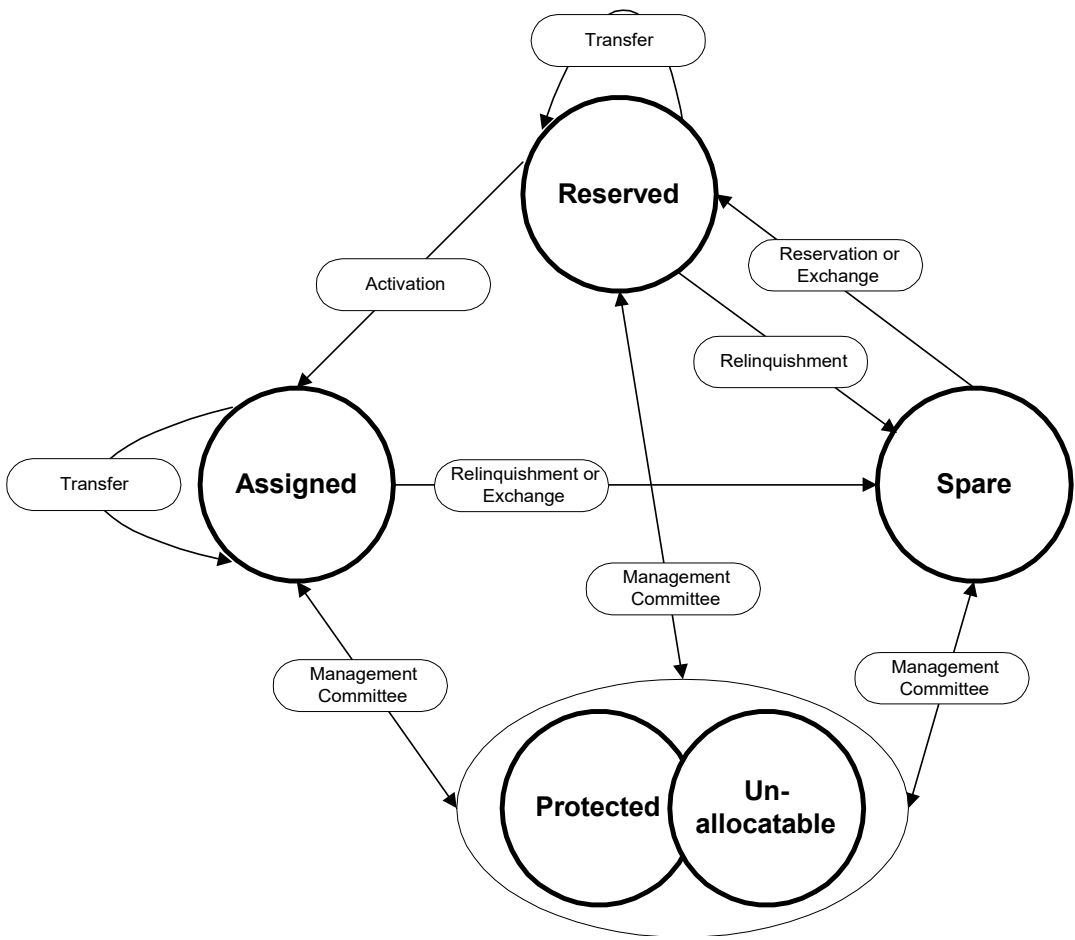 Transfer
Reserved
Reservation or
Exchange
Activation
Relinquishment
Transfer
Assigned
Relinquishment or
Exchange
Spare
Management
Committee
Management
Committee
Management
Committee
Protected
Un-
allocatable